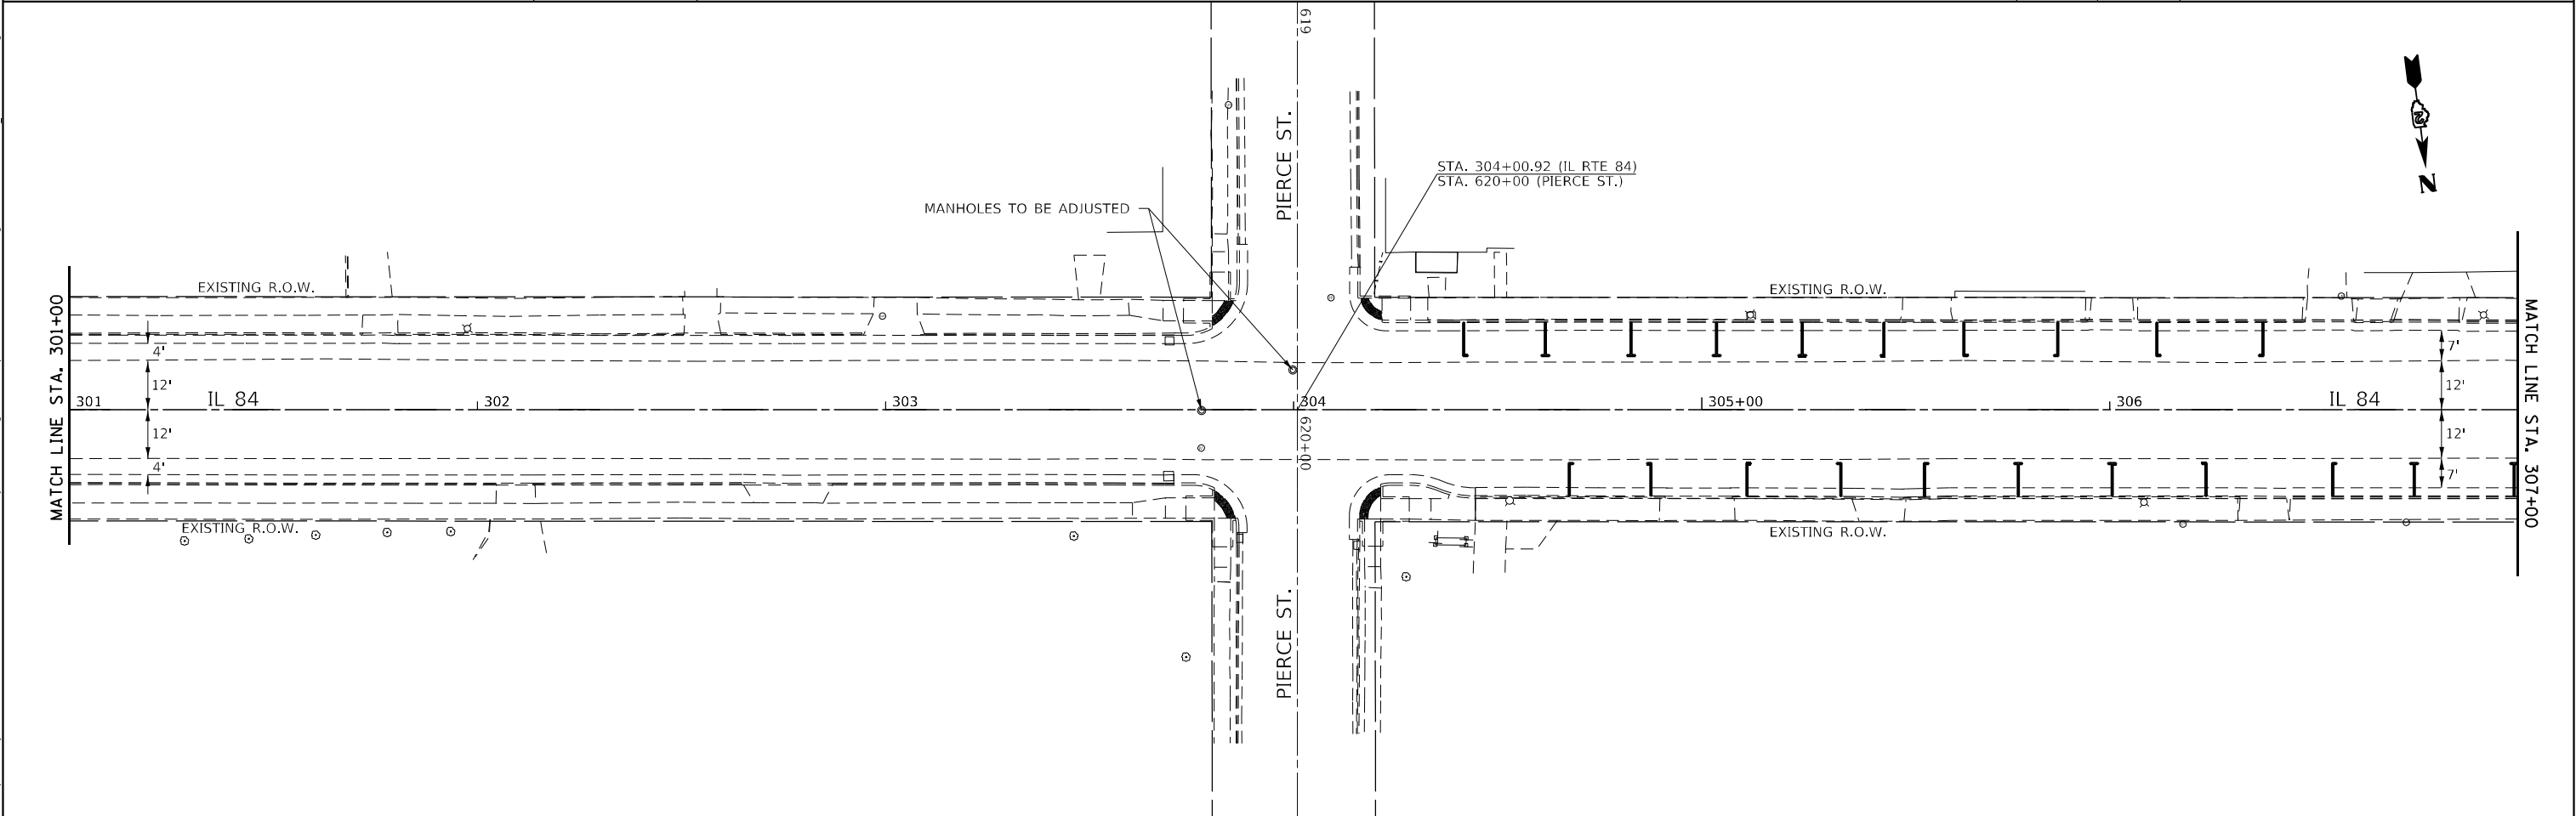 619
PIERCE ST.
STA. 304+00.92 (IL RTE 84)
STA. 620+00 (PIERCE ST.)
MANHOLES TO BE ADJUSTED
N
EXISTING R.O.W.
EXISTING R.O.W.
MATCH LINE STA. 301+00
MATCH LINE STA. 307+00
4'
7'
12'
12'
301
IL 84
302
303
304
305+00
306
IL 84
620+00
12'
12'
4'
7'
EXISTING R.O.W.
EXISTING R.O.W.
PIERCE ST.